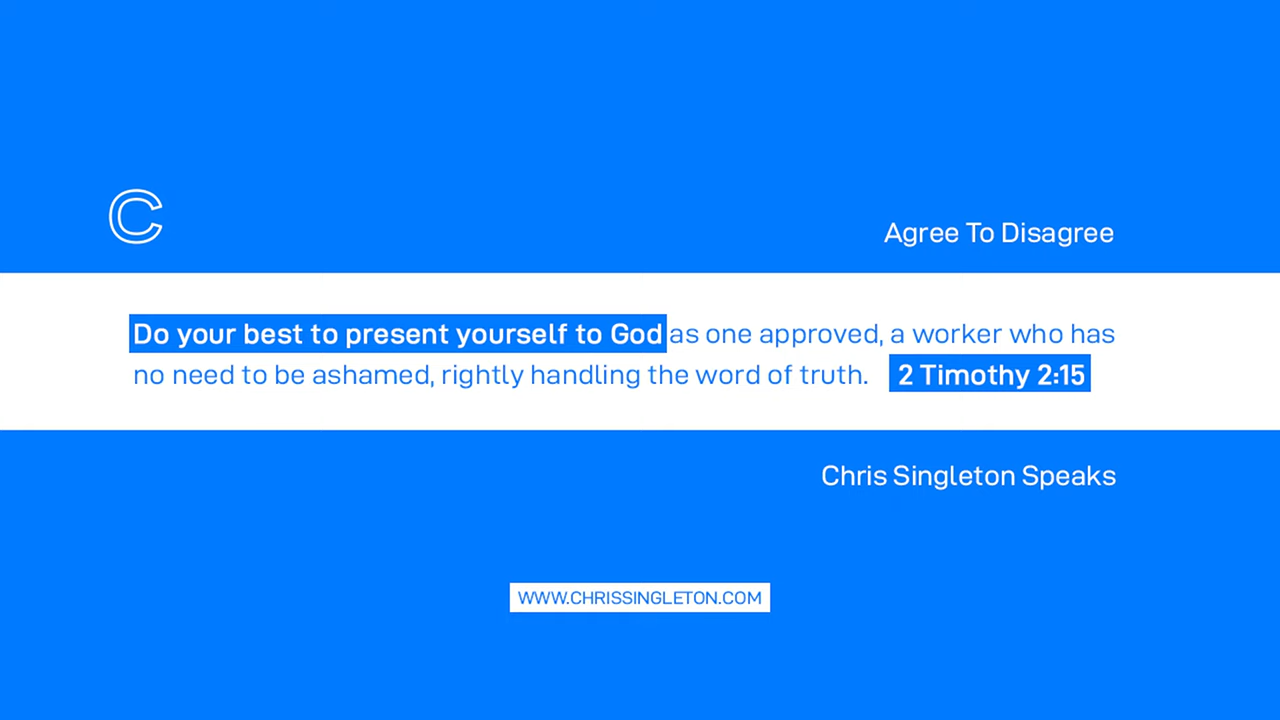 C
Agree To Disagree
Do your best to present yourself to God as one approved, a worker who has
no need to be ashamed, rightly handling the word of truth. 2 Timothy 2:15
Chris Singleton Speaks
WWW.CHRISSINGLETON.COM